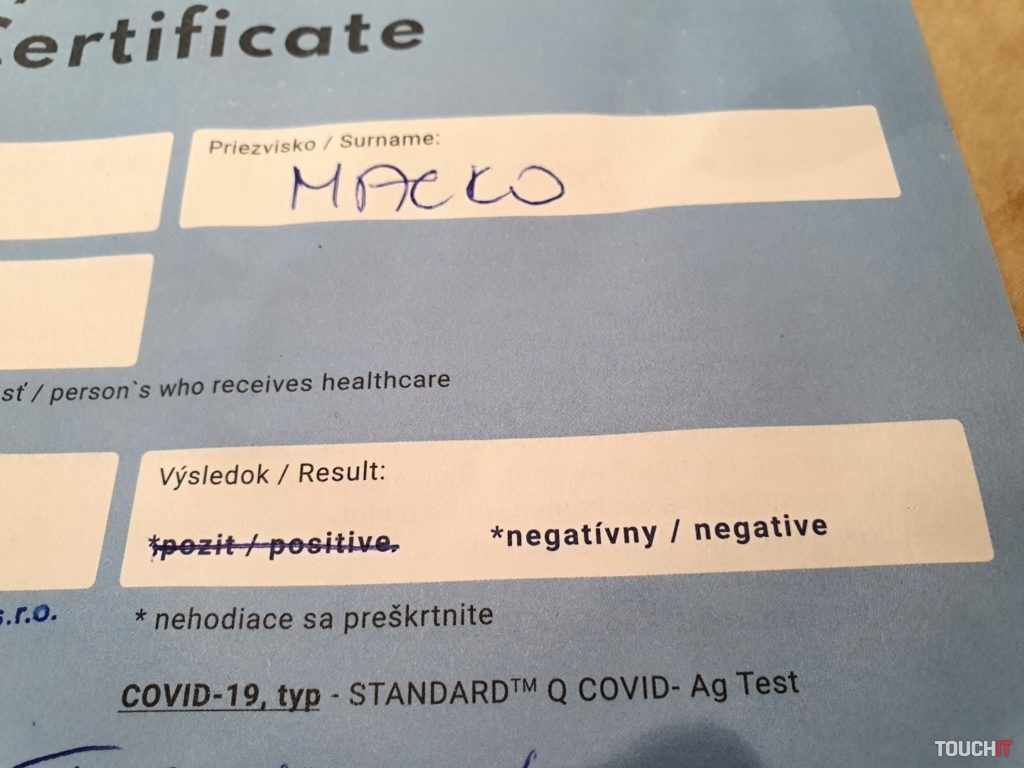 Certificate
Priezvisko / Surname:
MACKO
sť / person`s who receives healthcare
Výsledok / Result:
*pozit / positive.
*negatívny / negative
s.r.o.
* nehodiace sa preškrtnite
COVID-19, typ - STANDARD™ Q COVID- Ag Test
TOUCHIT